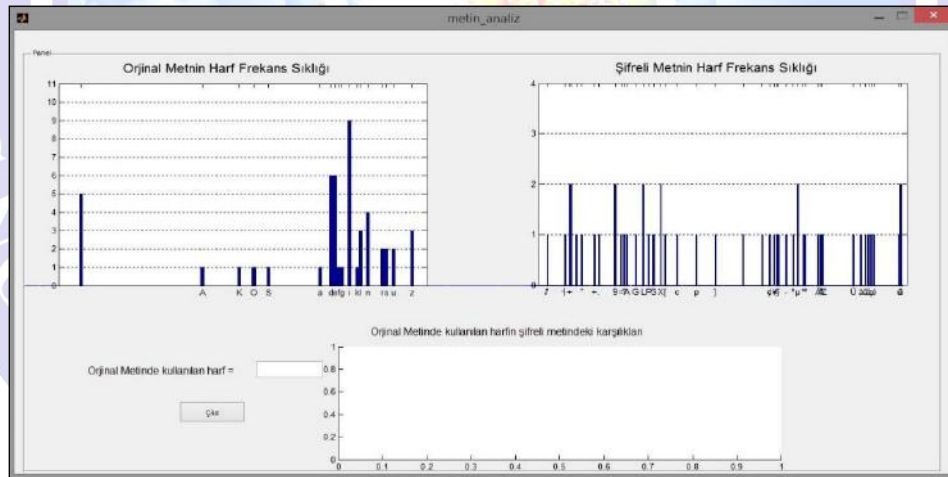 metin_analiz
Panel
Orjinal Metnin Harf Frekans Sıklığı
11
10
9
8
7
6
5
4
3
2
1
0
A K O S a i n u z
Şifreli Metnin Harf Frekans Sıklığı
4
3
2
1
0
Orjinal Metinde kullanılan harfin şifreli metindeki karşılıkları
Orjinal Metinde kullanılan harf =
Çiz
1
0.8
0.6
0.4
0.2
0
0 0.1 0.2 0.3 0.4 0.5 0.6 0.7 0.8 0.9 1